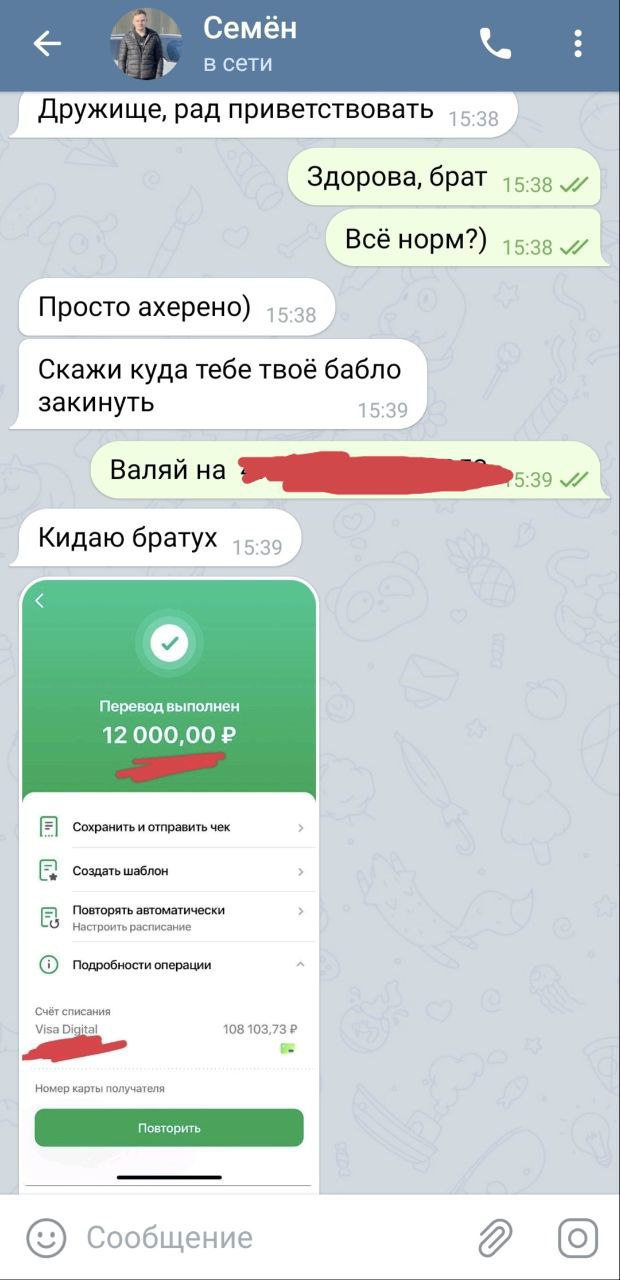 Семён
в сети
Дружище, рад приветствовать 15:38
Здорова, брат 15:38
Всё норм?) 15:38
Просто ахерено) 15:38
Скажи куда тебе твоё бабло
закинуть 15:39
Валяй на 5:39
Кидаю братух 15:39
Перевод выполнен
12 000,00 ₽
Сохранить и отправить чек
Создать шаблон
Повторять автоматически
Настроить расписание
Подробности операции
Счёт списания
Visa Digital 108 103,73 ₽
Номер карты получателя
Повторить
Сообщение